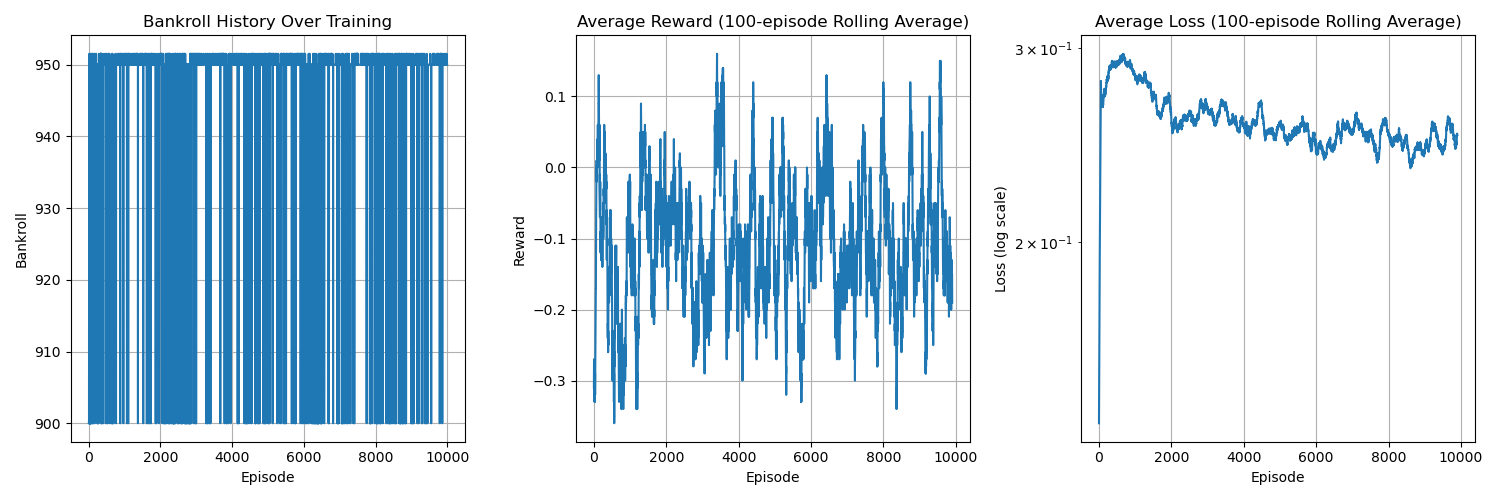 Bankroll History Over Training
950
940
930
920
910
900
Bankroll
0 2000 4000 6000 8000 10000
Episode
Average Reward (100-episode Rolling Average)
0.1
0.0
−0.1
−0.2
−0.3
Reward
0 2000 4000 6000 8000 10000
Episode
Average Loss (100-episode Rolling Average)
3 × 10⁻¹
2 × 10⁻¹
Loss (log scale)
0 2000 4000 6000 8000 10000
Episode